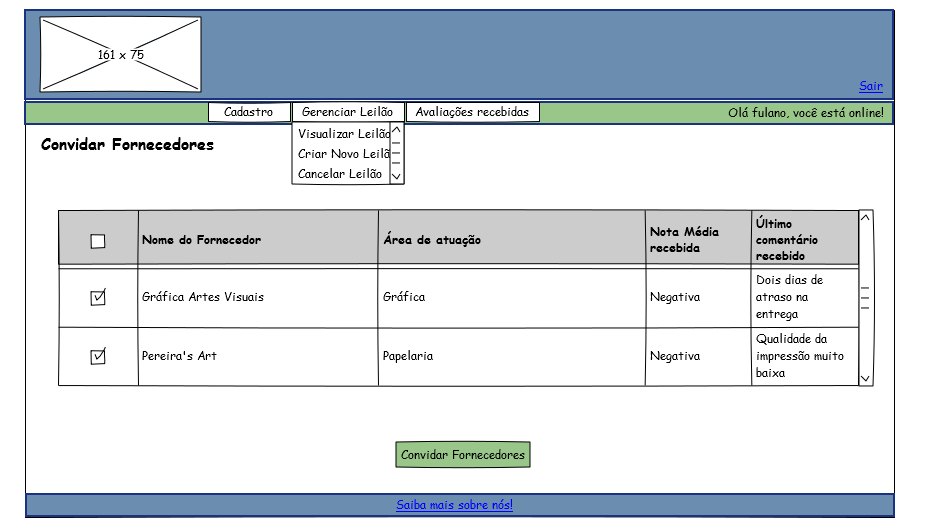 161 x 75
Sair
Cadastro
Gerenciar Leilão
Avaliações recebidas
Olá fulano, você está online!
Visualizar Leilão
Criar Novo Leilã
Cancelar Leilão
Convidar Fornecedores
Nome do Fornecedor
Área de atuação
Nota Média
recebida
Último
comentário
recebido
Gráfica Artes Visuais
Gráfica
Negativa
Dois dias de
atraso na
entrega
Pereira's Art
Papelaria
Negativa
Qualidade da
impressão muito
baixa
Convidar Fornecedores
Saiba mais sobre nós!